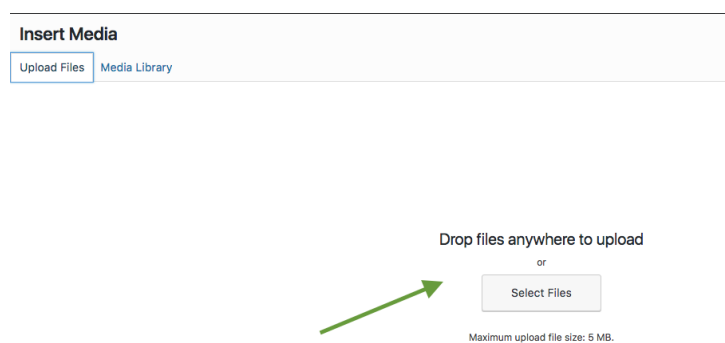 Insert Media
Upload Files Media Library
Drop files anywhere to upload
or
Select Files
Maximum upload file size: 5 MB.